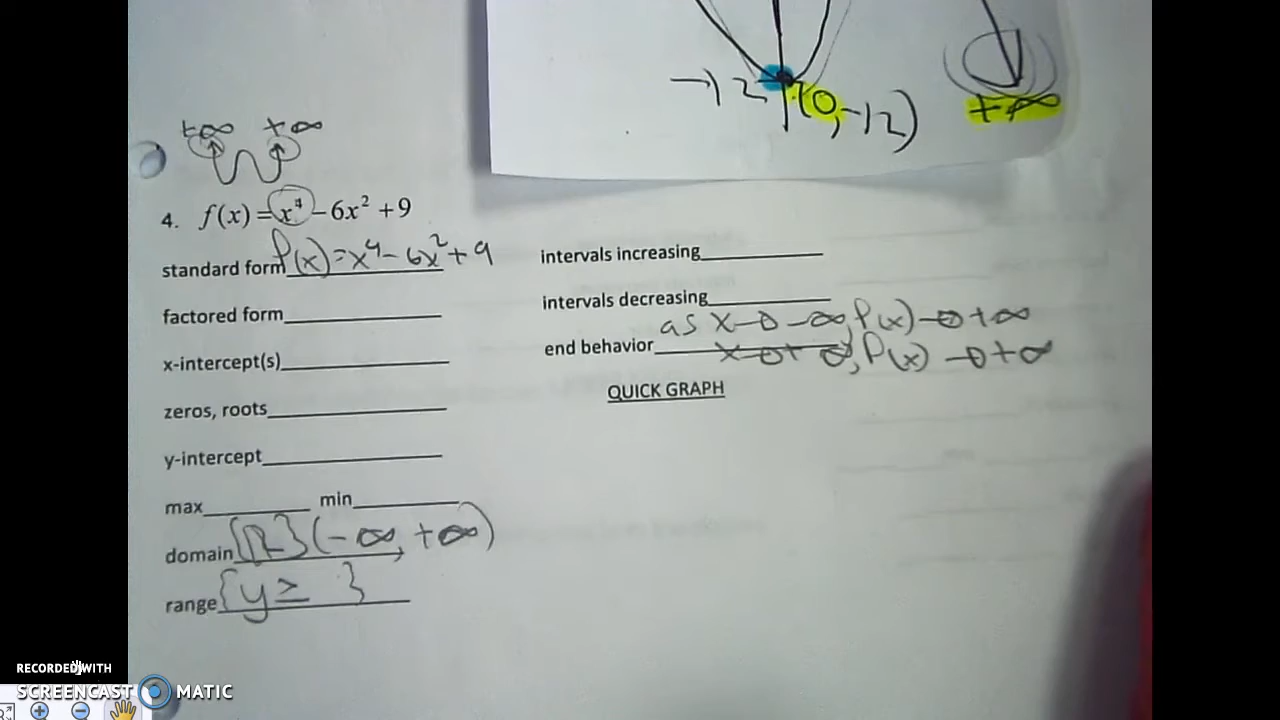 -12 (0,-12) +∞
+∞ +∞
4. f(x) = x⁴ − 6x² + 9
standard form f(x)=x⁴-6x²+9
factored form
x-intercept(s)
zeros, roots
y-intercept
max min
domain {R} (-∞, +∞)
range {y≥ }
intervals increasing
intervals decreasing
as x→-∞, f(x)→+∞
end behavior x→+∞, f(x)→+∞
QUICK GRAPH
RECORDED WITH
SCREENCAST MATIC